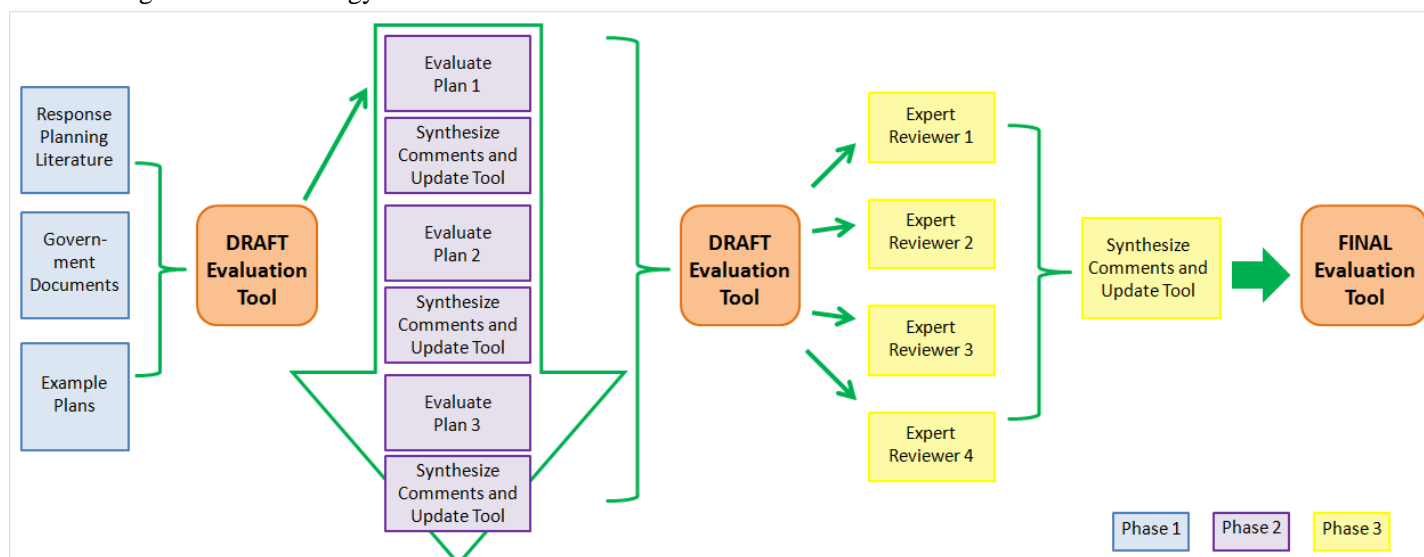 Response
Planning
Literature
Govern-
ment
Documents
Example
Plans
DRAFT
Evaluation
Tool
Evaluate
Plan 1
Synthesize
Comments and
Update Tool
Evaluate
Plan 2
Synthesize
Comments and
Update Tool
Evaluate
Plan 3
Synthesize
Comments and
Update Tool
DRAFT
Evaluation
Tool
Expert
Reviewer 1
Expert
Reviewer 2
Expert
Reviewer 3
Expert
Reviewer 4
Synthesize
Comments and
Update Tool
FINAL
Evaluation
Tool
Phase 1
Phase 2
Phase 3